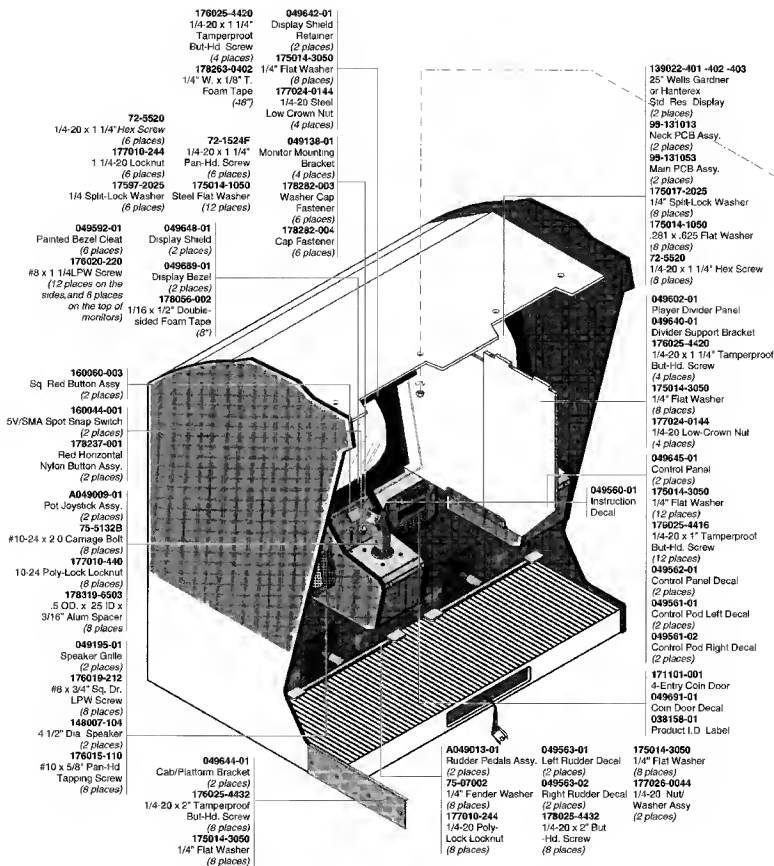 176025-4420
1/4-20 x 1 1/4"
Tamperproof
But-Hd Screw
(4 places)
178263-0402
1/4" W. x 1/8" T.
Foam Tape
(48")
049642-01
Display Shield
Retainer
(2 places)
175014-3050
1/4" Flat Washer
(8 places)
177024-0144
1/4-20 Steel
Low Crown Nut
(4 places)
72-5520
1/4-20 x 1 1/4" Hex Screw
(6 places)
177010-244
1 1/4-20 Locknut
(6 places)
17597-2025
1/4 Split-Lock Washer
(6 places)
72-1524F
1/4-20 x 1 1/4"
Pan-Hd. Screw
(6 places)
175014-1050
Steel Flat Washer
(12 places)
049138-01
Monitor Mounting
Bracket
(4 places)
178282-003
Washer Cap
Fastener
(6 places)
178282-004
Cap Fastener
(6 places)
049592-01
Painted Bezel Cleat
(6 places)
176020-220
#8 x 1 1/4LPW Screw
(12 places on the
sides,and 6 places
on the top of
monitors)
049648-01
Display Shield
(2 places)
049689-01
Display Bezel
(2 places)
178056-002
1/16 x 1/2" Double-
sided Foam Tape
(8")
160060-003
Sq. Red Button Assy
(2 places)
160044-001
5V/SMA Spot Snap Switch
(2 places)
178237-001
Red Horizontal
Nylon Button Assy.
(2 places)
A049009-01
Pot Joystick Assy.
(2 places)
75-5132B
#10-24 x 2 0 Carriage Bolt
(8 places)
177010-440
10-24 Poly-Lock Locknut
(8 places)
178319-6503
.5 OD. x .25 ID x
3/16" Alum Spacer
(8 places
049195-01
Speaker Grille
(2 places)
176019-212
#8 x 3/4" Sq. Dr.
LPW Screw
(8 places)
148007-104
4 1/2" Dia Speaker
(2 places)
176015-110
#10 x 5/8" Pan-Hd
Tapping Screw
(8 places)
049644-01
Cab/Platform Bracket
(2 places)
176025-4432
1/4-20 x 2" Tamperproof
But-Hd. Screw
(8 places)
175014-3050
1/4" Flat Washer
(8 places)
139022-401 -402 -403
25" Wells Gardner
or Hanterex
Std Res Display
(2 places)
99-131013
Neck PCB Assy.
(2 places)
99-131053
Main PCB Assy.
(2 places)
175017-2025
1/4" Split-Lock Washer
(8 places)
175014-1050
.281 x .625 Flat Washer
(8 places)
72-5520
1/4-20 x 1 1/4" Hex Screw
(8 places)
049602-01
Player Divider Panel
049640-01
Divider Support Bracket
176025-4420
1/4-20 x 1 1/4" Tamperproof
But-Hd. Screw
(4 places)
175014-3050
1/4" Flat Washer
(8 places)
177024-0144
1/4-20 Low-Crown Nut
(4 places)
049645-01
Control Panel
(2 places)
175014-3050
1/4" Flat Washer
(12 places)
176025-4416
1/4-20 x 1" Tamperproof
But-Hd. Screw
(12 places)
049562-01
Control Panel Decal
(2 places)
049561-01
Control Pod Left Decal
(2 places)
049561-02
Control Pod Right Decal
(2 places)
049560-01
Instruction
Decal
171101-001
4-Entry Coin Door
049691-01
Coin Door Decal
038158-01
Product I.D Label
A049013-01
Rudder Pedals Assy.
(2 places)
75-07002
1/4" Fender Washer
(8 places)
177010-244
1/4-20 Poly-
Lock Locknut
(8 places)
049563-01
Left Rudder Decel
(2 places)
049563-02
Right Rudder Decal
(2 places)
178025-4432
1/4-20 x 2" But
-Hd. Screw
(8 places)
175014-3050
1/4" Flat Washer
(8 places)
177026-0044
1/4-20 Nut/
Washer Assy
(2 places)